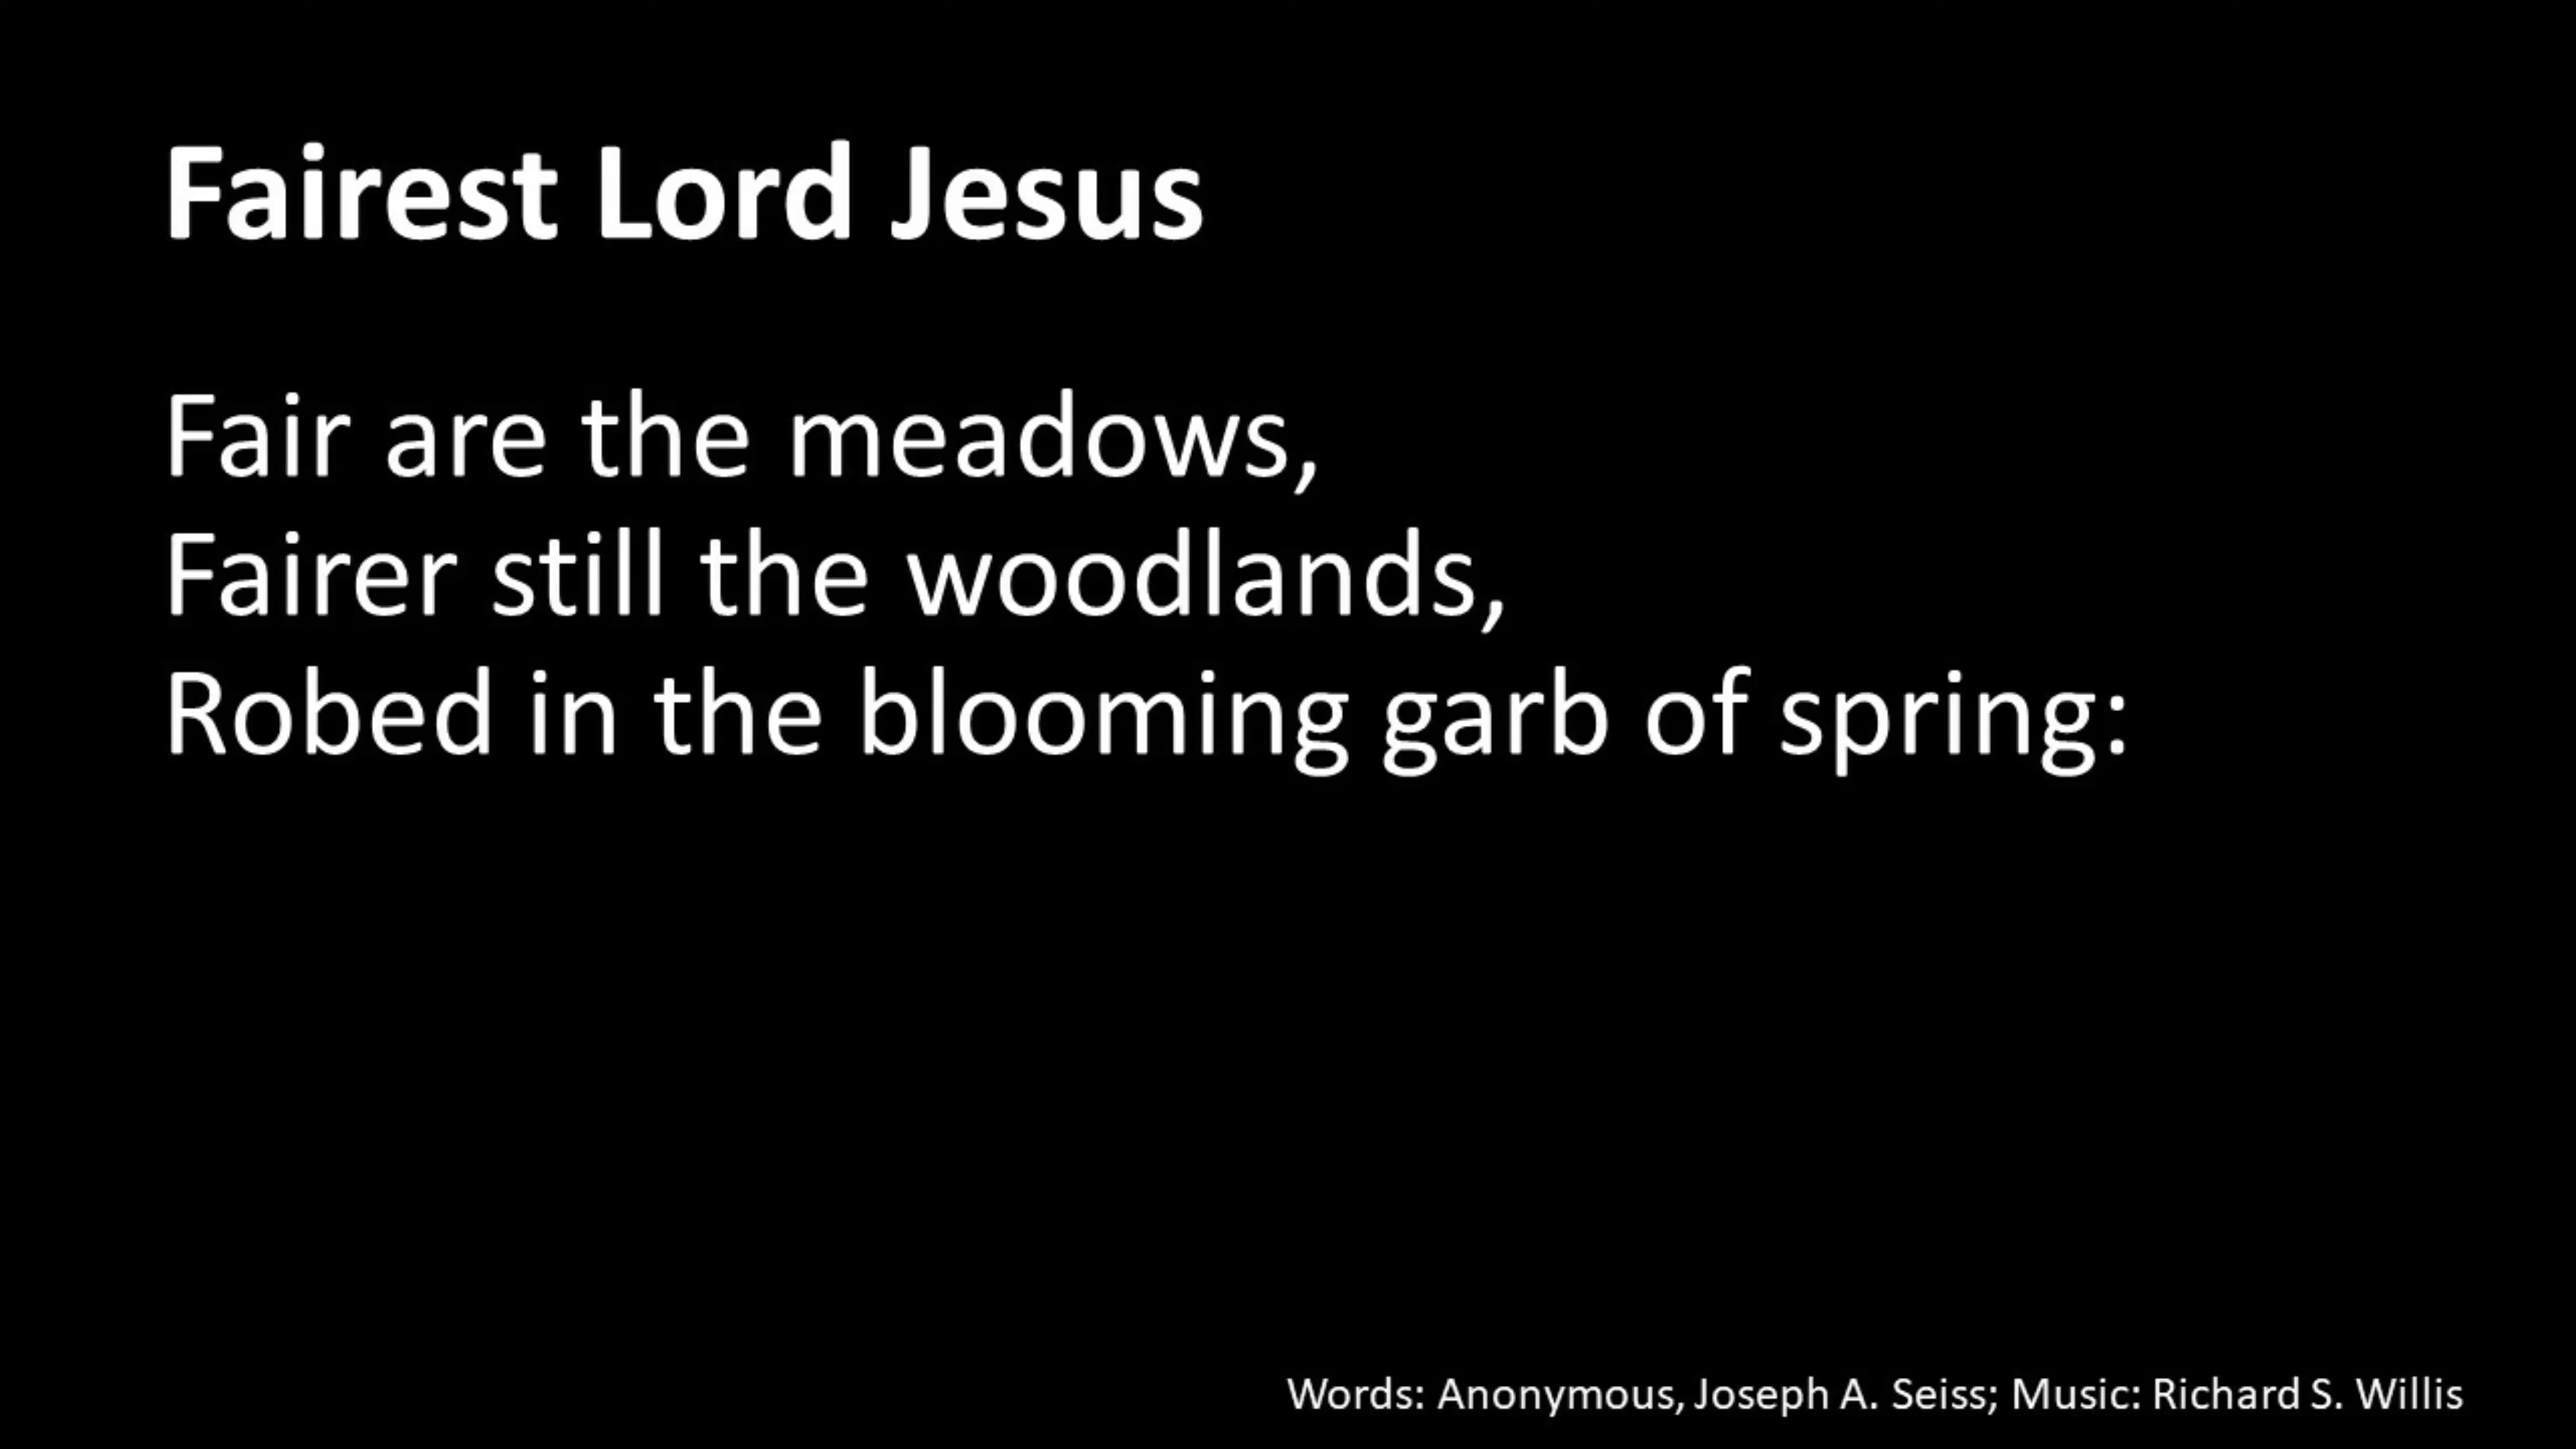 Fairest Lord Jesus
Fair are the meadows,
Fairer still the woodlands,
Robed in the blooming garb of spring:
Words: Anonymous, Joseph A. Seiss; Music: Richard S. Willis